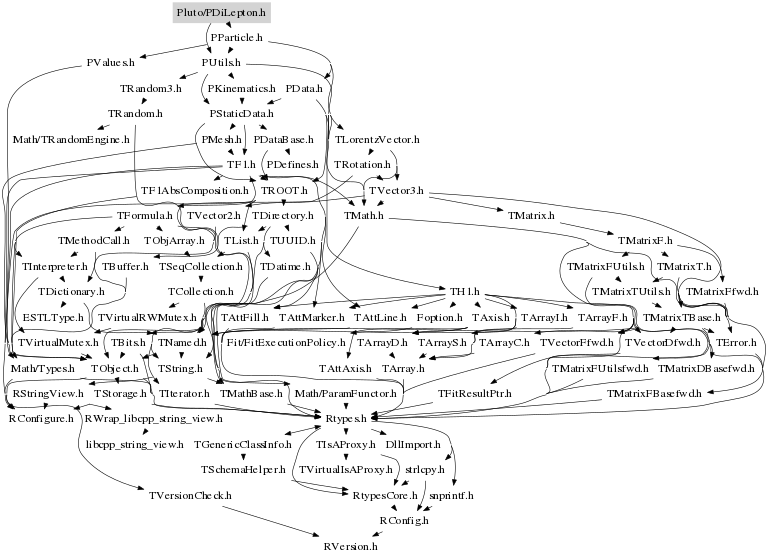 Pluto/PDiLepton.h
PParticle.h
PValues.h PUtils.h
TRandom3.h PKinematics.h PData.h
TRandom.h PStaticData.h
Math/TRandomEngine.h PMesh.h PDataBase.h TLorentzVector.h
TF1.h PDefines.h TRotation.h
TF1AbsComposition.h TROOT.h TVector3.h
TFormula.h TVector2.h TDirectory.h TMath.h TMatrix.h
TMethodCall.h TObjArray.h TList.h TUUID.h TMatrixF.h
TInterpreter.h TBuffer.h TSeqCollection.h TDatime.h TMatrixFUtils.h TMatrixT.h
TDictionary.h TCollection.h TH1.h TMatrixTUtils.h TMatrixFfwd.h
ESTLType.h TVirtualRWMutex.h TAttFill.h TAttMarker.h TAttLine.h Foption.h TAxis.h TArrayI.h TArrayF.h TMatrixTBase.h
TVirtualMutex.h TBits.h TNamed.h Fit/FitExecutionPolicy.h TArrayD.h TArrayS.h TArrayC.h TVectorFfwd.h TVectorDfwd.h TError.h
Math/Types.h TObject.h TString.h TAttAxis.h TArray.h TMatrixFUtilsfwd.h TMatrixDBasefwd.h
RStringView.h TStorage.h TIterator.h TMathBase.h Math/ParamFunctor.h TFitResultPtr.h TMatrixFBasefwd.h
RConfigure.h RWrap_libcpp_string_view.h Rtypes.h
libcpp_string_view.h TGenericClassInfo.h TIsAProxy.h DllImport.h
TSchemaHelper.h TVirtualIsAProxy.h strlcpy.h
TVersionCheck.h RtypesCore.h snprintf.h
RConfig.h
RVersion.h